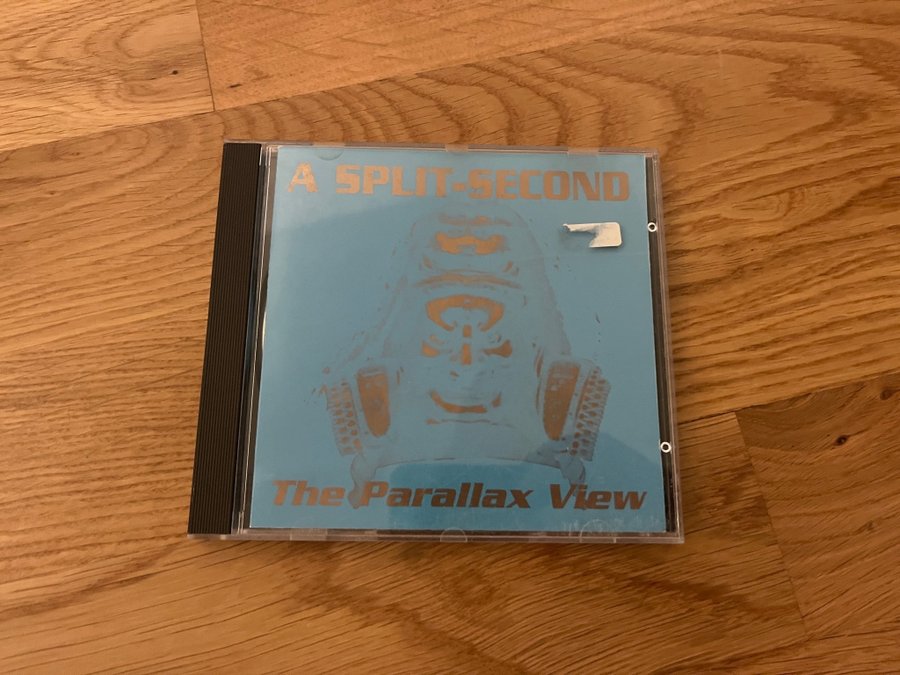 A SPLIT-SECOND
The Parallax View